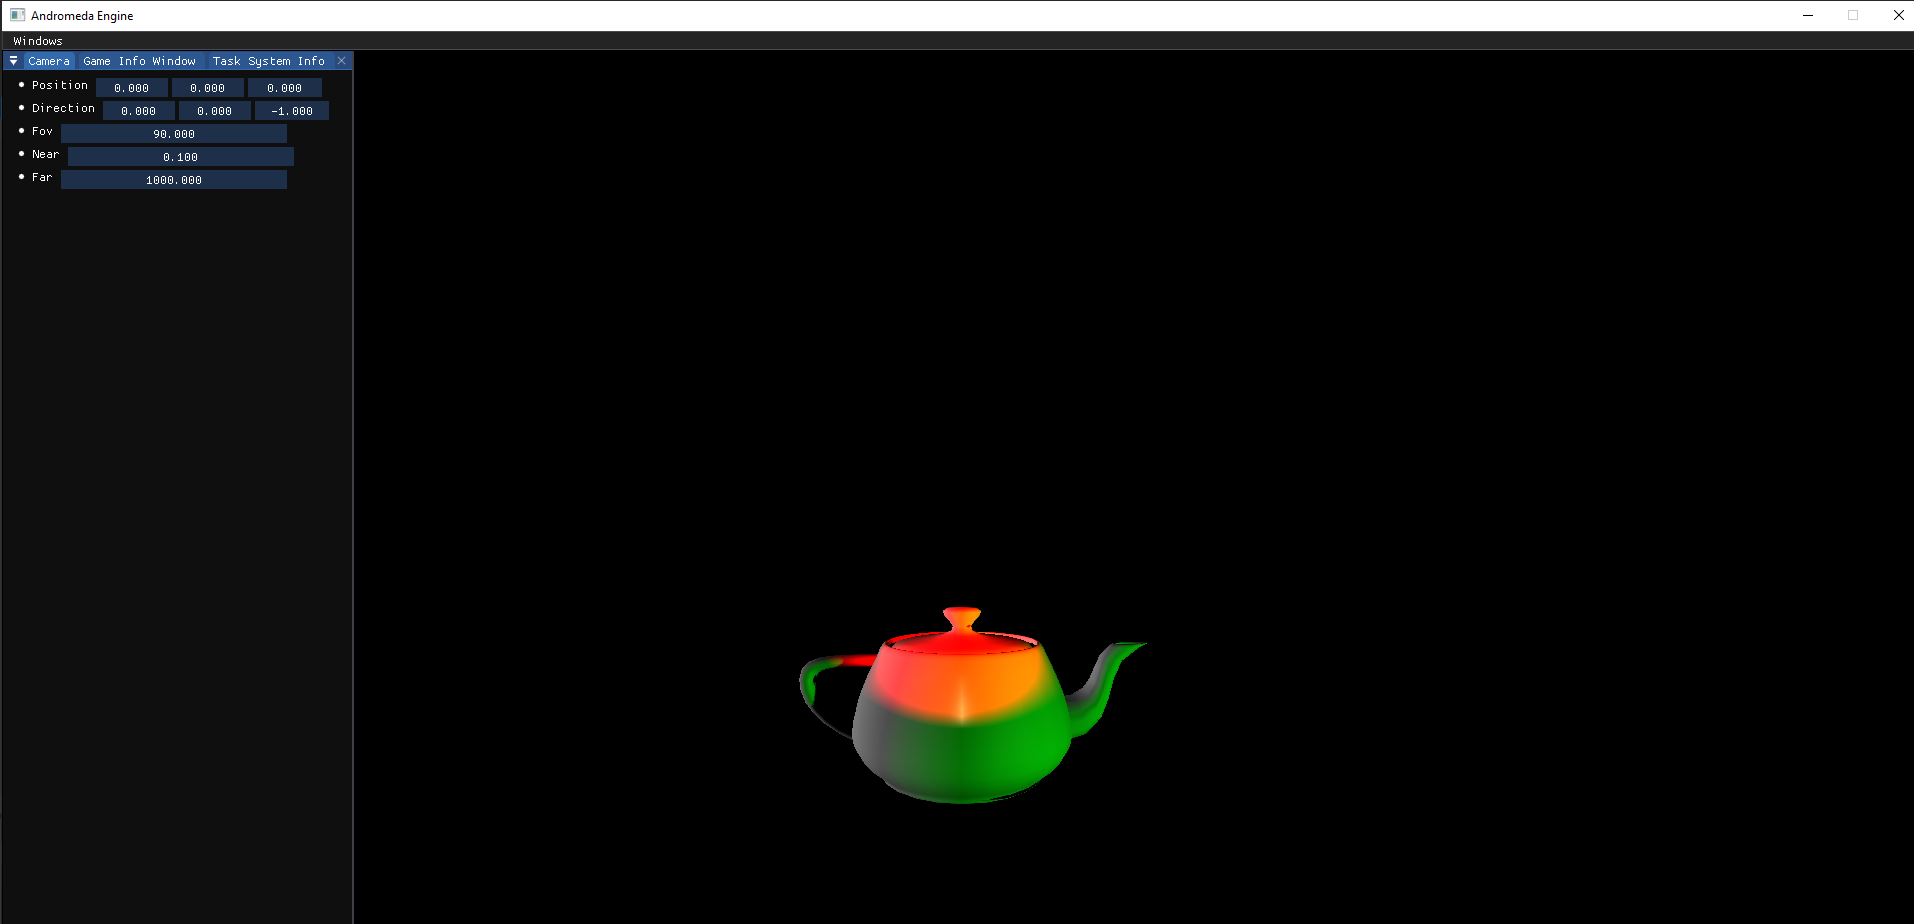 Andromeda Engine
Windows
Camera Game Info Window Task System Info
Position 0.000 0.000 0.000
Direction 0.000 0.000 -1.000
Fov 90.000
Near 0.100
Far 1000.000